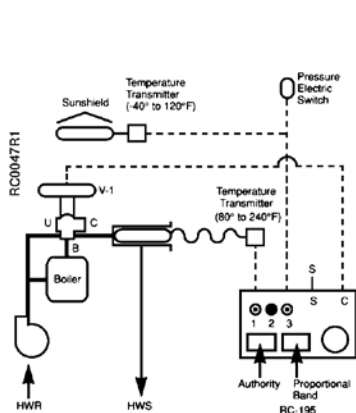 Pressure
Electric
Switch
Temperature
Transmitter
(-40° to 120°F)
Sunshield
RC0047R1
V-1
U
C
B
Boiler
Temperature
Transmitter
(80° to 240°F)
S
S
C
1
2
3
Authority
Proportional
Band
RC-195
HWR
HWS